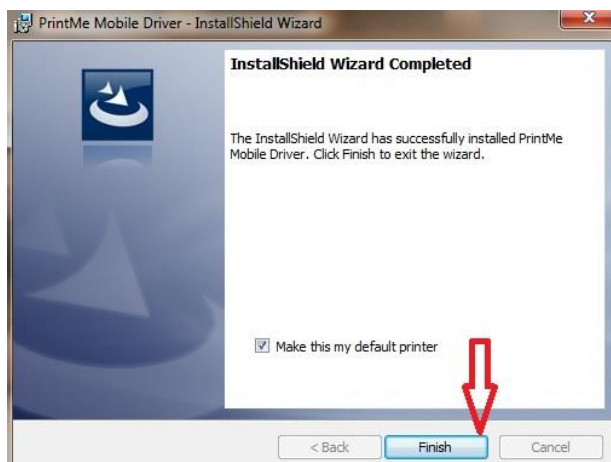 PrintMe Mobile Driver - InstallShield Wizard
InstallShield Wizard Completed
The InstallShield Wizard has successfully installed PrintMe
Mobile Driver. Click Finish to exit the wizard.
Make this my default printer
< Back
Finish
Cancel